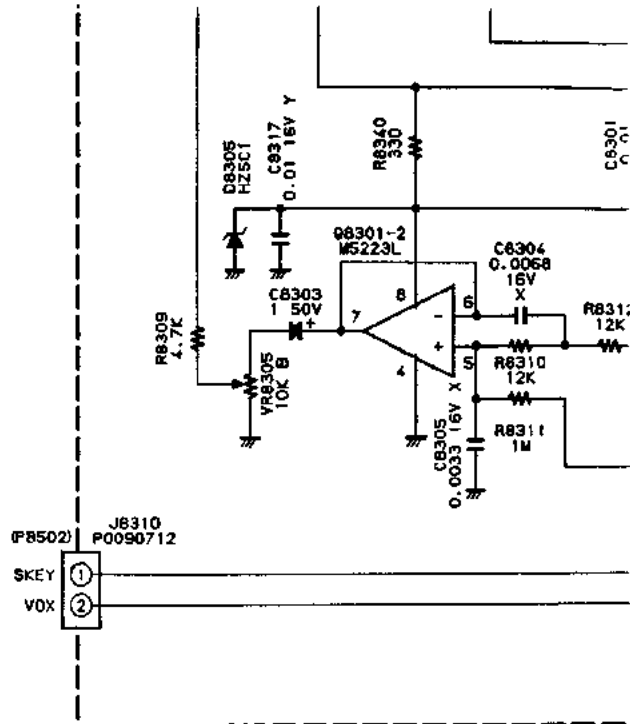 D8305
HZ5C1
C8317
0.01 16V Y
R8340
330
C8301
Q8301-2
M5223L
C8304
0.0068
16V
X
C8303
1 50V
+
7
8
6
-
+
5
4
R8312
12K
R8309
4.7K
VR8305
10K B
R8310
12K
C8305
0.0033 16V X
R8311
1M
(P8502)
J8310
P0090712
SKEY
1
VOX
2